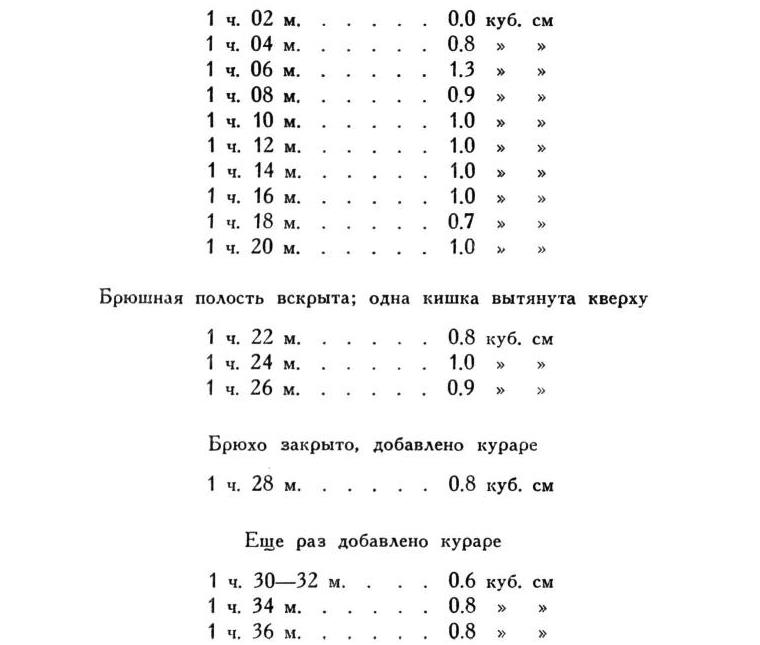 1 ч. 02 м. . . . . . 0.0 куб. см
1 ч. 04 м. . . . . . 0.8 » »
1 ч. 06 м. . . . . . 1.3 » »
1 ч. 08 м. . . . . . 0.9 » »
1 ч. 10 м. . . . . . 1.0 » »
1 ч. 12 м. . . . . . 1.0 » »
1 ч. 14 м. . . . . . 1.0 » »
1 ч. 16 м. . . . . . 1.0 » »
1 ч. 18 м. . . . . . 0.7 » »
1 ч. 20 м. . . . . . 1.0 » »
Брюшная полость вскрыта; одна кишка вытянута кверху
1 ч. 22 м. . . . . . 0.8 куб. см
1 ч. 24 м. . . . . . 1.0 » »
1 ч. 26 м. . . . . . 0.9 » »
Брюхо закрыто, добавлено кураре
1 ч. 28 м. . . . . . 0.8 куб. см
Еще раз добавлено кураре
1 ч. 30—32 м. . . . 0.6 куб. см
1 ч. 34 м. . . . . . 0.8 » »
1 ч. 36 м. . . . . . 0.8 » »